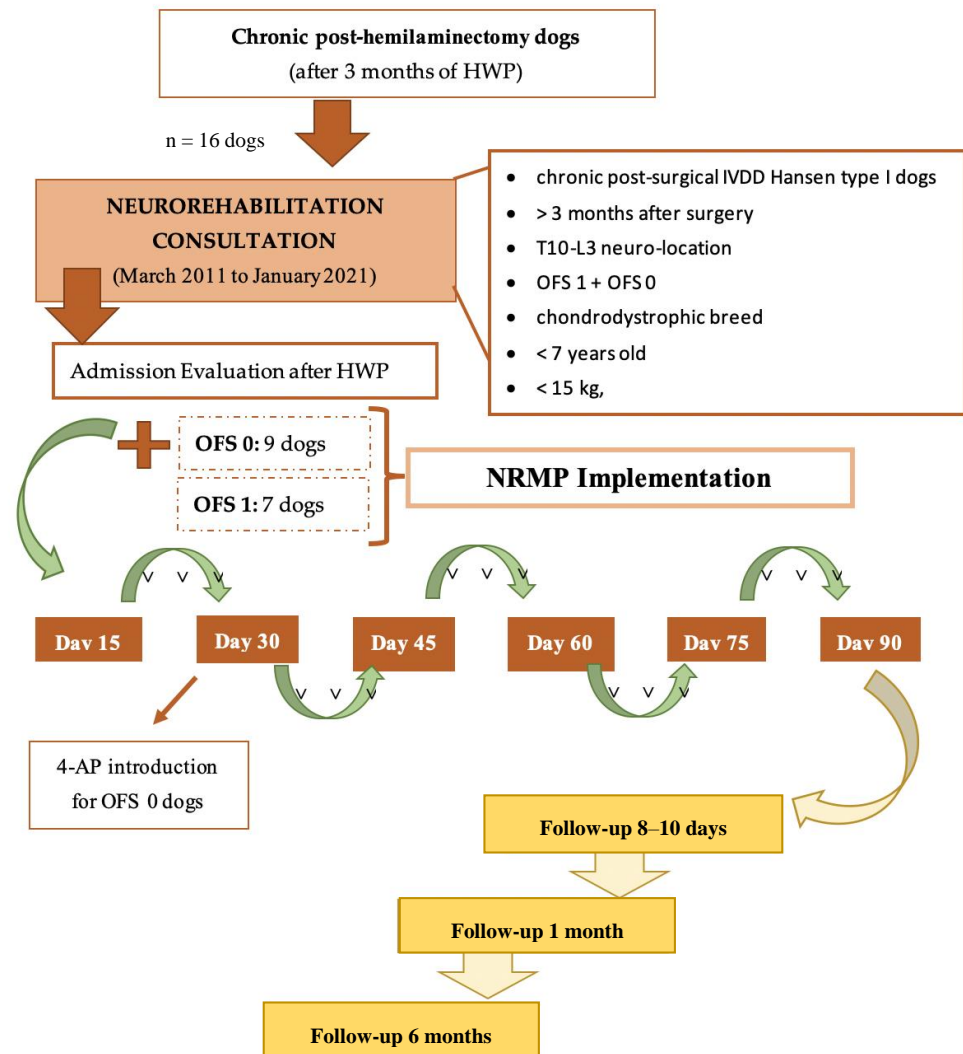 Chronic post-hemilaminectomy dogs
(after 3 months of HWP)
n = 16 dogs
NEUROREHABILITATION
CONSULTATION
(March 2011 to January 2021)
• chronic post-surgical IVDD Hansen type I dogs
• > 3 months after surgery
• T10-L3 neuro-location
• OFS 1 + OFS 0
• chondrodystrophic breed
• < 7 years old
• < 15 kg,
Admission Evaluation after HWP
OFS 0: 9 dogs
OFS 1: 7 dogs
NRMP Implementation
v v v
v v v
v v v
Day 15
Day 30
Day 45
Day 60
Day 75
Day 90
v v v
v v v
4-AP introduction
for OFS 0 dogs
Follow-up 8–10 days
Follow-up 1 month
Follow-up 6 months